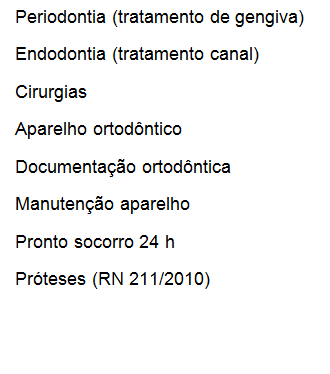 Periodontia (tratamento de gengiva)
Endodontia (tratamento canal)
Cirurgias
Aparelho ortodôntico
Documentação ortodôntica
Manutenção aparelho
Pronto socorro 24 h
Próteses (RN 211/2010)